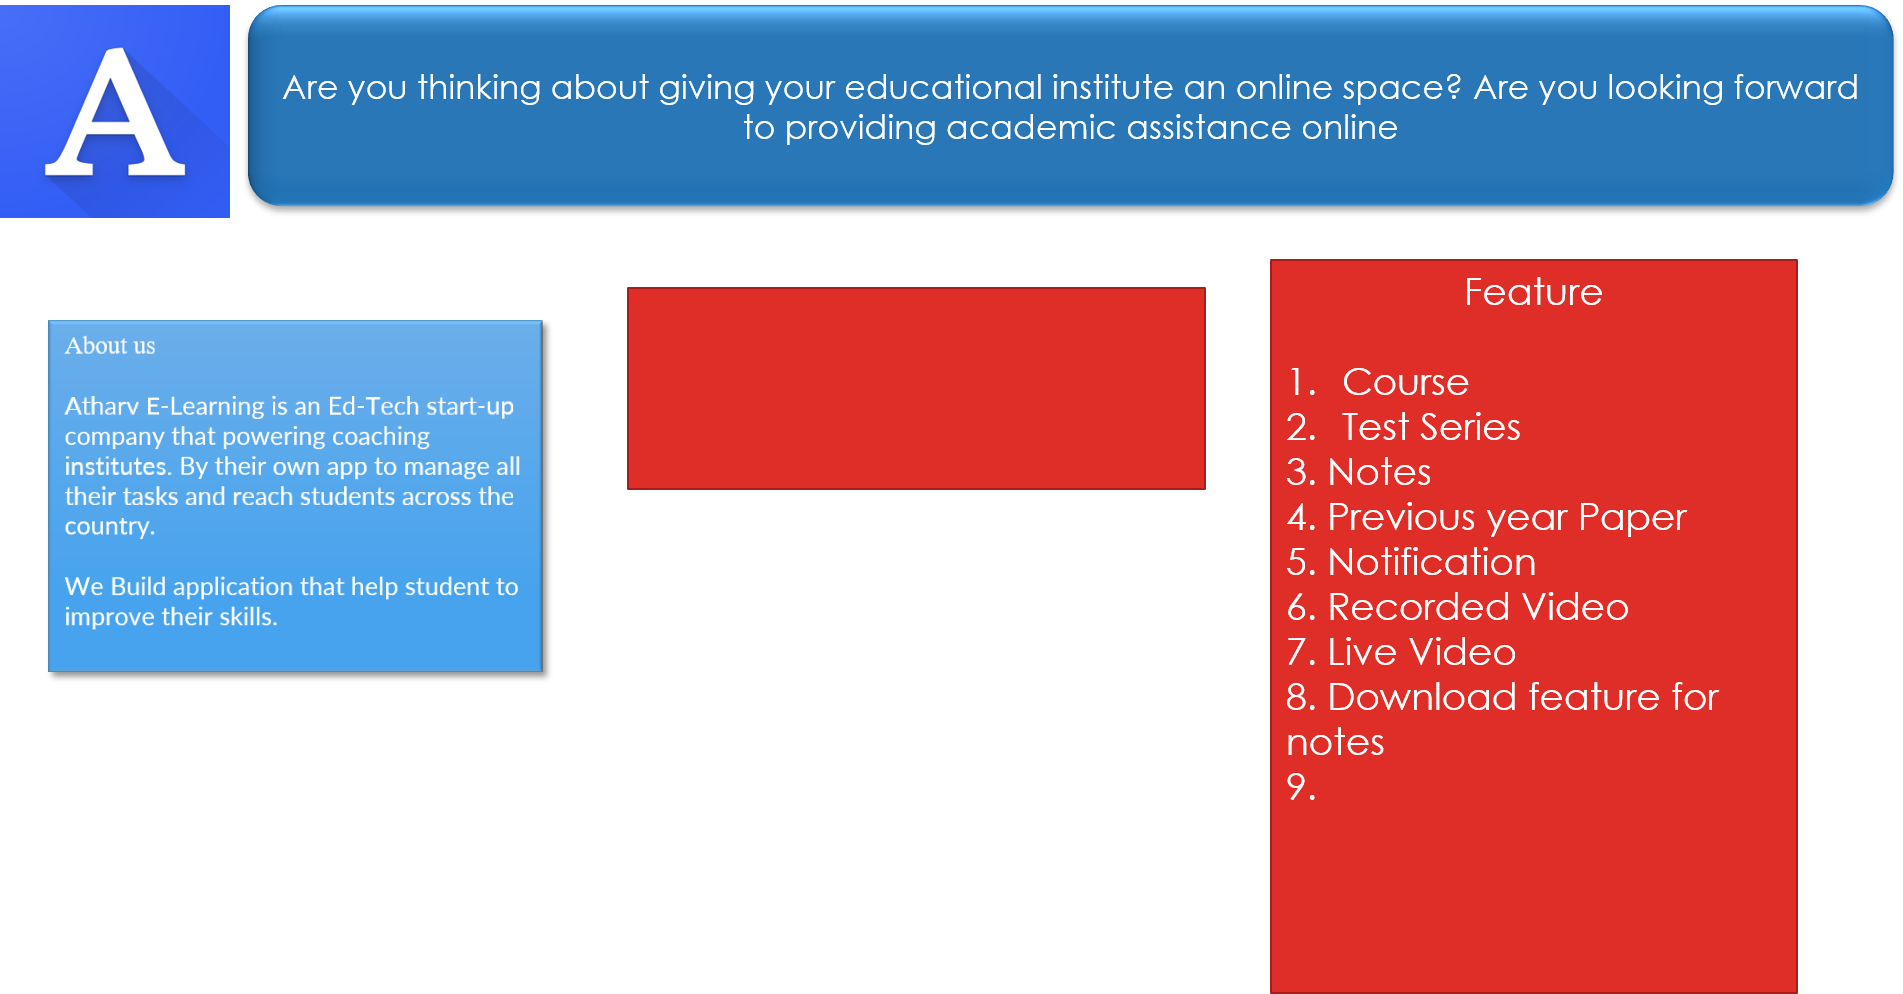 A
Are you thinking about giving your educational institute an online space? Are you looking forward
to providing academic assistance online
About us
Atharv E-Learning is an Ed-Tech start-up
company that powering coaching
institutes. By their own app to manage all
their tasks and reach students across the
country.
We Build application that help student to
improve their skills.
Feature
1. Course
2. Test Series
3. Notes
4. Previous year Paper
5. Notification
6. Recorded Video
7. Live Video
8. Download feature for
notes
9.